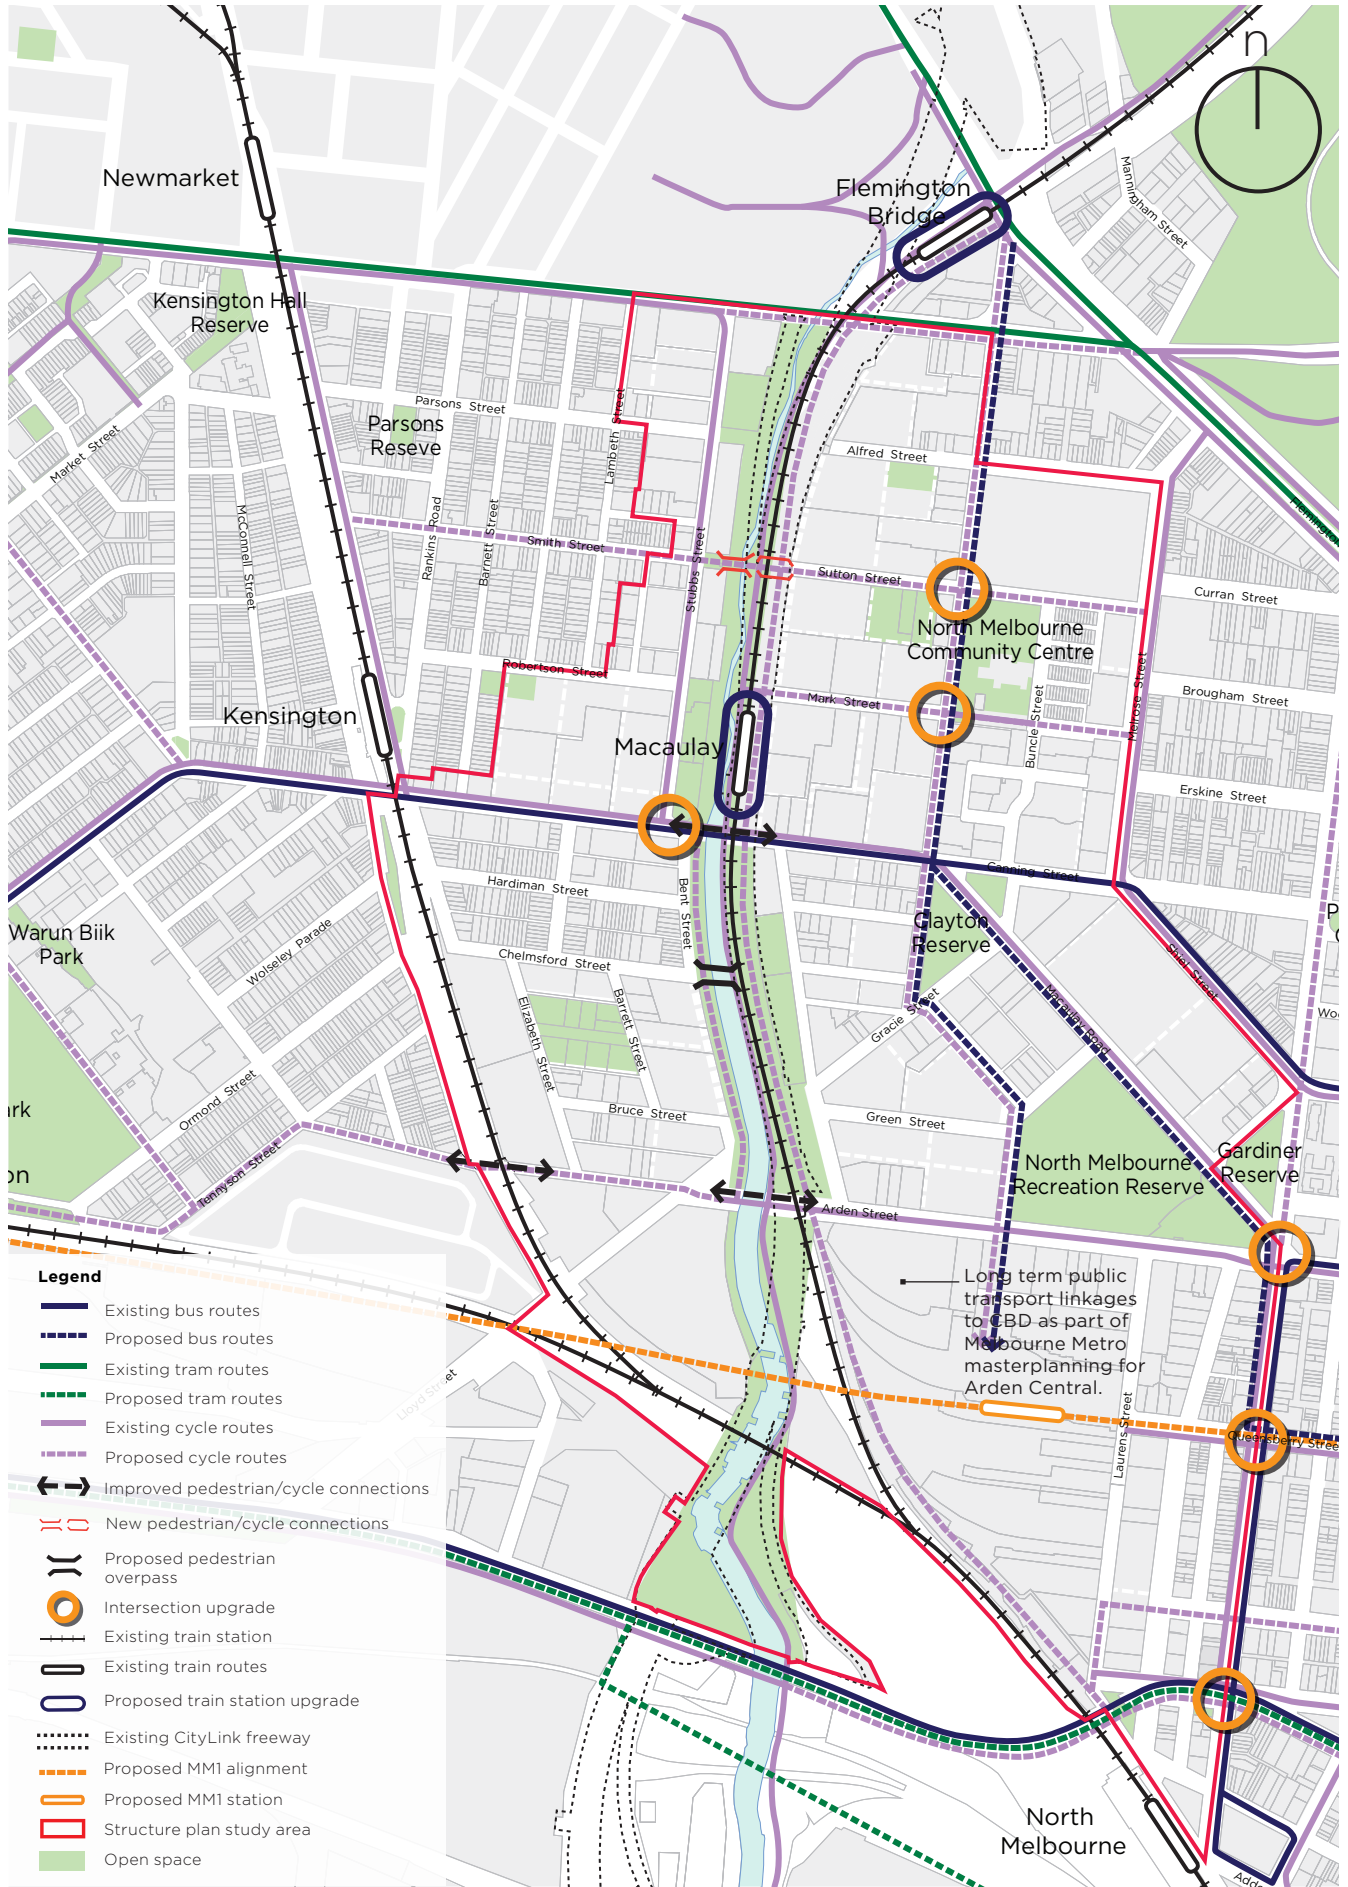 n
Newmarket
Flemington
Bridge
Manningham Street
Kensington Hall
Reserve
Parsons Street
Parsons
Reseve
Lambeth Street
Market Street
McConnell Street
Rankins Road
Barnett Street
Smith Street
Stubbs Street
Alfred Street
Sutton Street
Curran Street
North Melbourne
Community Centre
Robertson Street
Mark Street
Buncle Street
Melrose Street
Brougham Street
Kensington
Macaulay
Erskine Street
Canning Street
Hardiman Street
Bent Street
Clayton
Reserve
Warun Biik
Park
Wolseley Parade
Chelmsford Street
Elizabeth Street
Barrett Street
Gracie Street
Macaulay Road
Shiel Street
Ormond Street
Bruce Street
Green Street
Tennyson Street
North Melbourne
Recreation Reserve
Gardiner
Reserve
Arden Street
Long term public
transport linkages
to CBD as part of
Melbourne Metro
masterplanning for
Arden Central.
Lloyd Street
Laurens Street
Queensberry Stree
North
Melbourne
Legend
Existing bus routes
Proposed bus routes
Existing tram routes
Proposed tram routes
Existing cycle routes
Proposed cycle routes
Improved pedestrian/cycle connections
New pedestrian/cycle connections
Proposed pedestrian
overpass
Intersection upgrade
Existing train station
Existing train routes
Proposed train station upgrade
Existing CityLink freeway
Proposed MM1 alignment
Proposed MM1 station
Structure plan study area
Open space